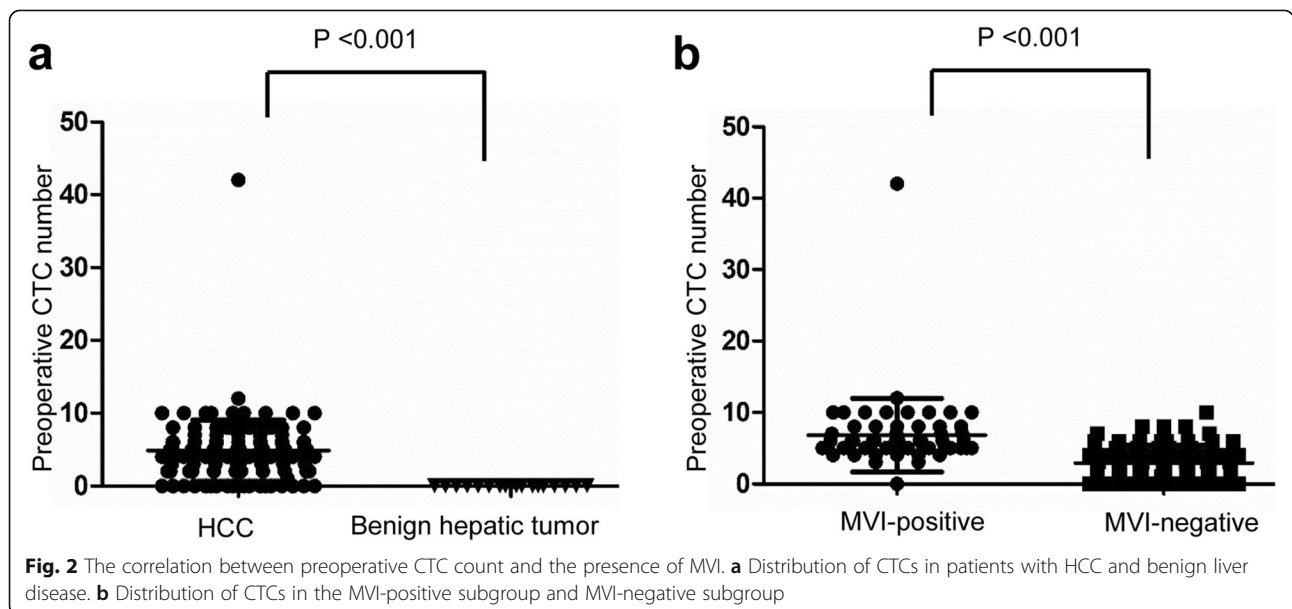 a
P <0.001
Preoperative CTC number
50
40
30
20
10
0
HCC
Benign hepatic tumor
b
P <0.001
Preoperative CTC number
50
40
30
20
10
0
MVI-positive
MVI-negative
Fig. 2 The correlation between preoperative CTC count and the presence of MVI. a Distribution of CTCs in patients with HCC and benign liver
disease. b Distribution of CTCs in the MVI-positive subgroup and MVI-negative subgroup